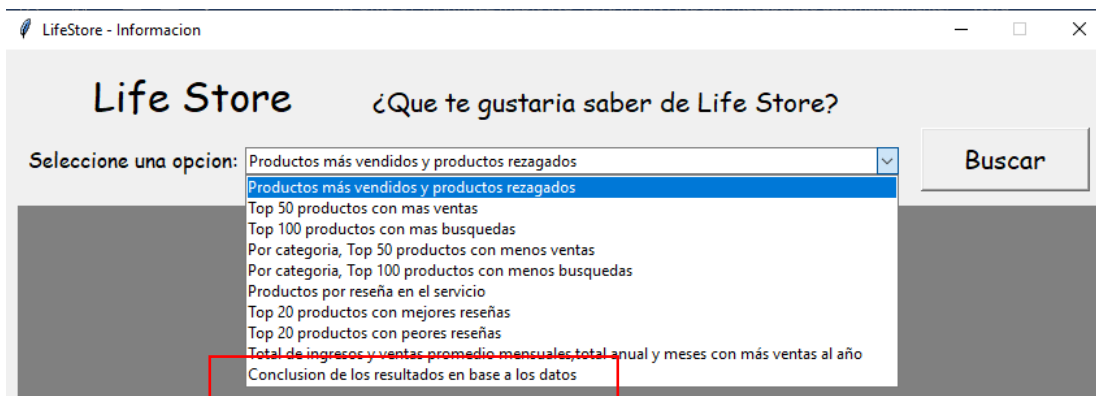 LifeStore - Informacion
Life Store
¿Que te gustaria saber de Life Store?
Seleccione una opcion:
Productos más vendidos y productos rezagados
Buscar
Productos más vendidos y productos rezagados
Top 50 productos con mas ventas
Top 100 productos con mas busquedas
Por categoria, Top 50 productos con menos ventas
Por categoria, Top 100 productos con menos busquedas
Productos por reseña en el servicio
Top 20 productos con mejores reseñas
Top 20 productos con peores reseñas
Total de ingresos y ventas promedio mensuales,total anual y meses con más ventas al año
Conclusion de los resultados en base a los datos